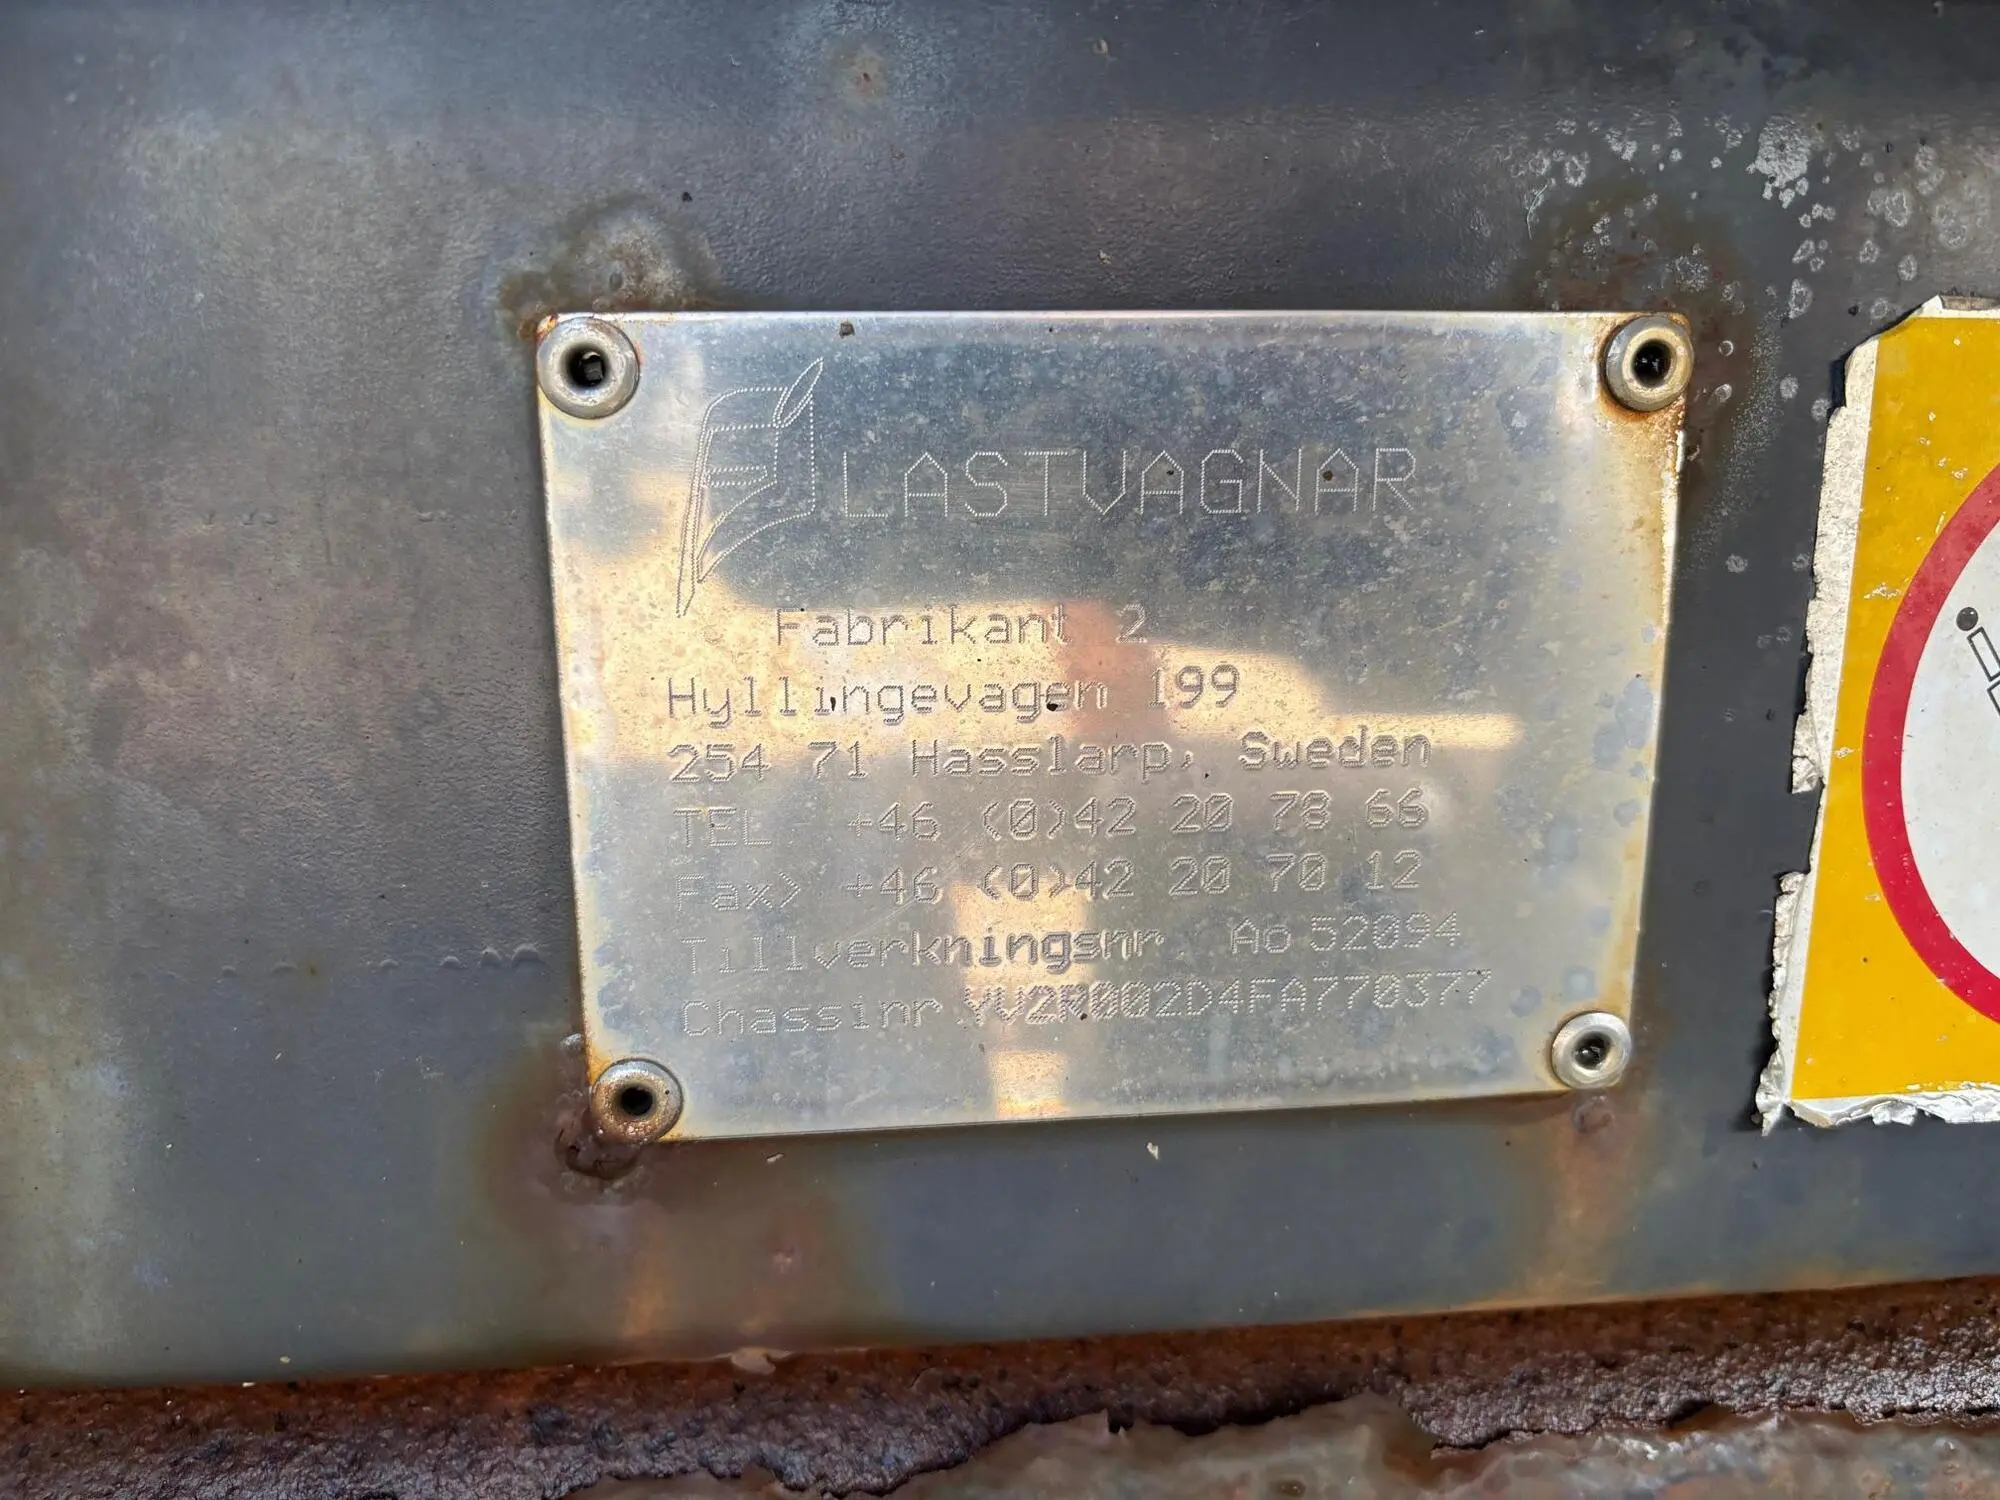 LASTVAGNAR
Fabrikant 2
Hyllingevagen 199
254 71 Hasslarp, Sweden
TEL +46 (0)42 20 78 66
Fax> +46 (0)42 20 70 12
Tillverkningsnr Ao 52094
Chassinr YV2R002D4FA770377